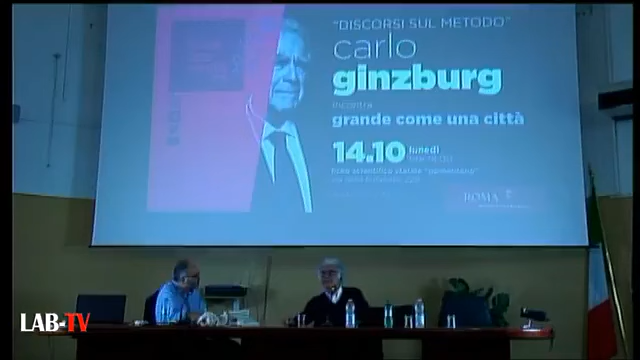 "DISCORSI SUL METODO"
carlo
ginzburg
incontra
grande come una città
14.10 lunedì
ROMA
LAB-TV